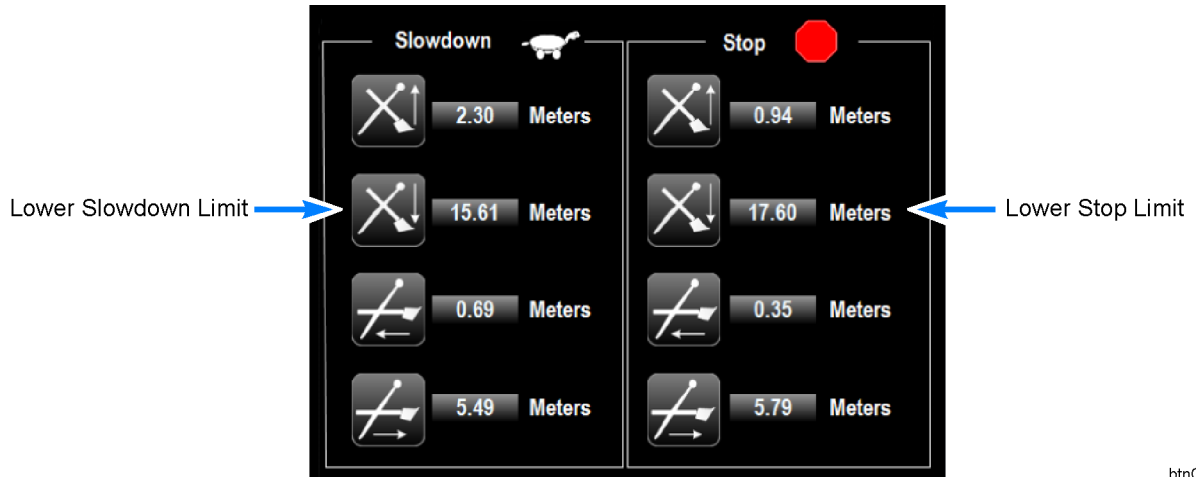 Slowdown
Stop
2.30 Meters
0.94 Meters
Lower Slowdown Limit
15.61 Meters
17.60 Meters
Lower Stop Limit
0.69 Meters
0.35 Meters
5.49 Meters
5.79 Meters